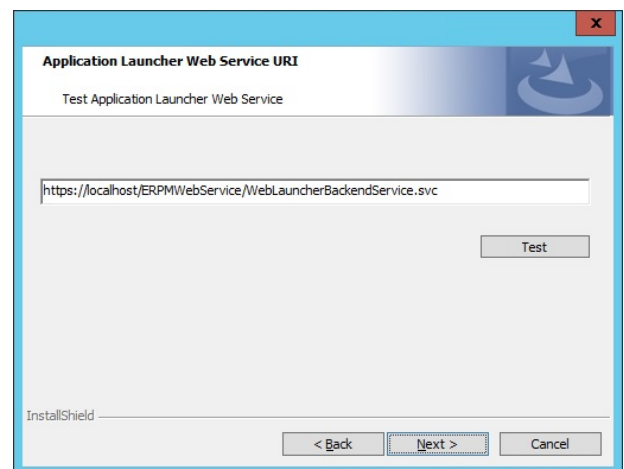 x
Application Launcher Web Service URI
Test Application Launcher Web Service
https://localhost/ERPMWebService/WebLauncherBackendService.svc
Test
InstallShield
< Back Next > Cancel